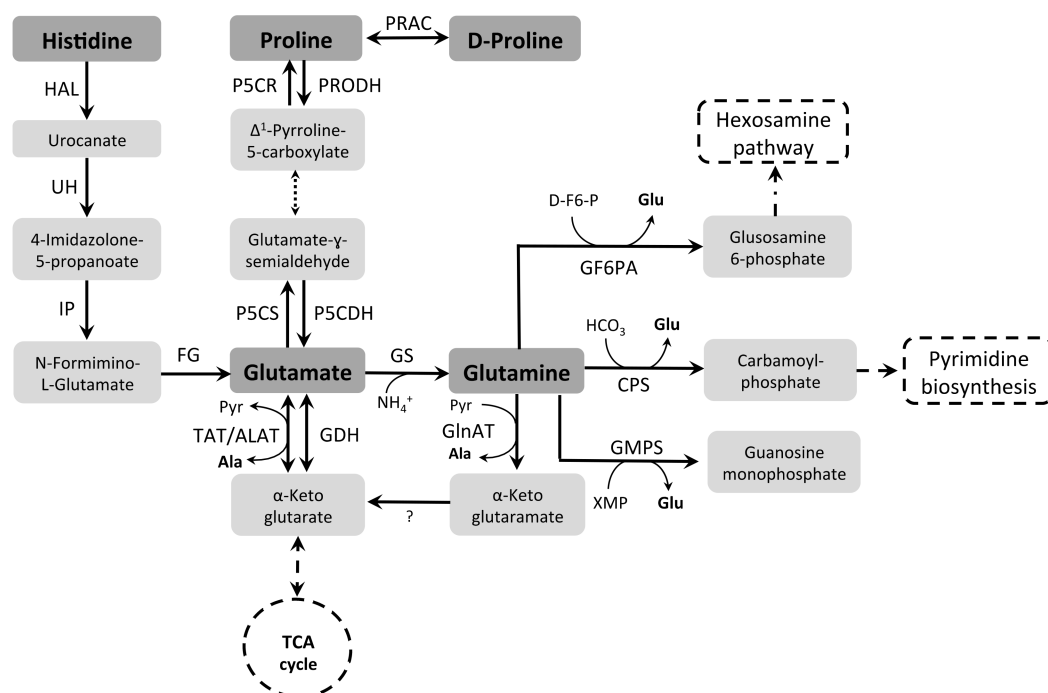 Histidine
Proline
PRAC
D-Proline
HAL
P5CR
PRODH
Urocanate
Δ¹-Pyrroline-
5-carboxylate
Hexosamine
pathway
UH
D-F6-P
Glu
4-Imidazolone-
5-propanoate
Glutamate-ɣ-
semialdehyde
Glusosamine
6-phosphate
GF6PA
IP
P5CS
P5CDH
HCO₃
Glu
N-Formimino-
L-Glutamate
FG
Glutamate
GS
NH₄⁺
Glutamine
CPS
Carbamoyl-
phosphate
Pyrimidine
biosynthesis
Pyr
TAT/ALAT
Ala
GDH
Pyr
GlnAT
Ala
GMPS
XMP
Glu
Guanosine
monophosphate
α-Keto
glutarate
?
α-Keto
glutaramate
TCA
cycle